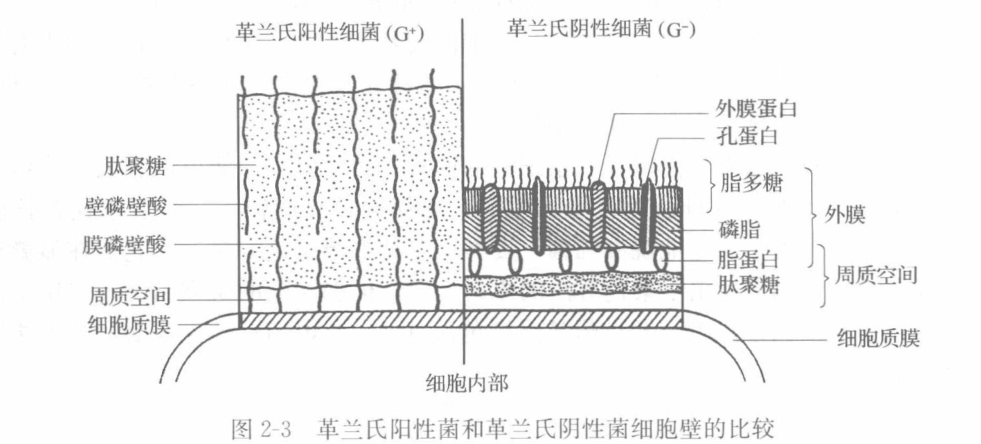 革兰氏阳性细菌(G⁺)
革兰氏阴性细菌(G⁻)
肽聚糖
壁磷壁酸
膜磷壁酸
周质空间
细胞质膜
外膜蛋白
孔蛋白
脂多糖
磷脂
脂蛋白
肽聚糖
外膜
周质空间
细胞质膜
细胞内部
图 2-3 革兰氏阳性菌和革兰氏阴性菌细胞壁的比较